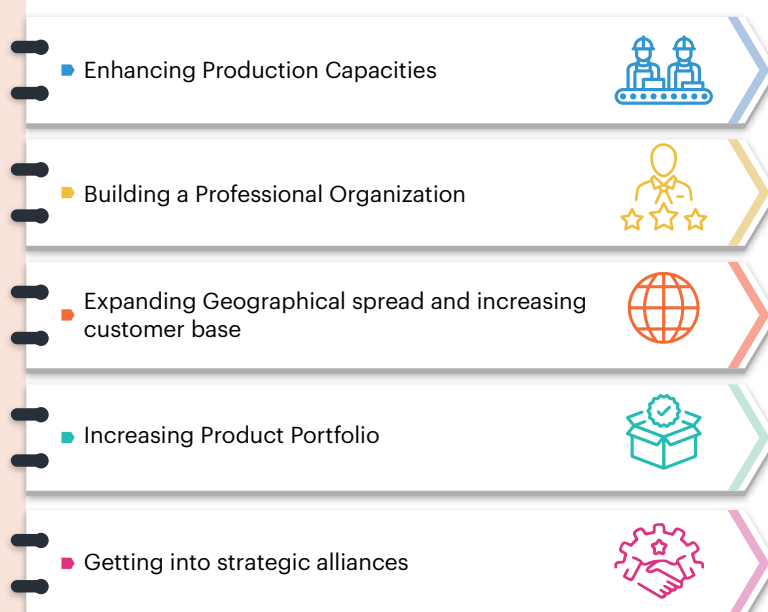 Enhancing Production Capacities
Building a Professional Organization
Expanding Geographical spread and increasing
customer base
Increasing Product Portfolio
Getting into strategic alliances